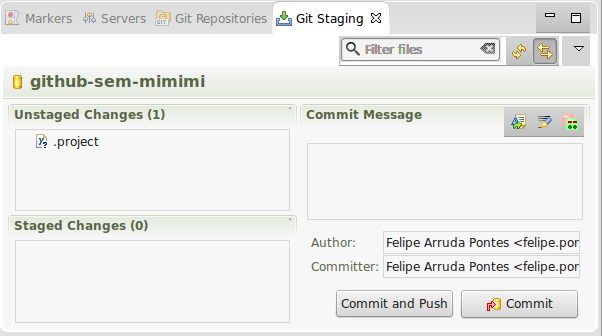 Markers Servers Git Repositories Git Staging
Filter files
github-sem-mimimi
Unstaged Changes (1)
.project
Staged Changes (0)
Commit Message
Author: Felipe Arruda Pontes <felipe.por
Committer: Felipe Arruda Pontes <felipe.por
Commit and Push Commit